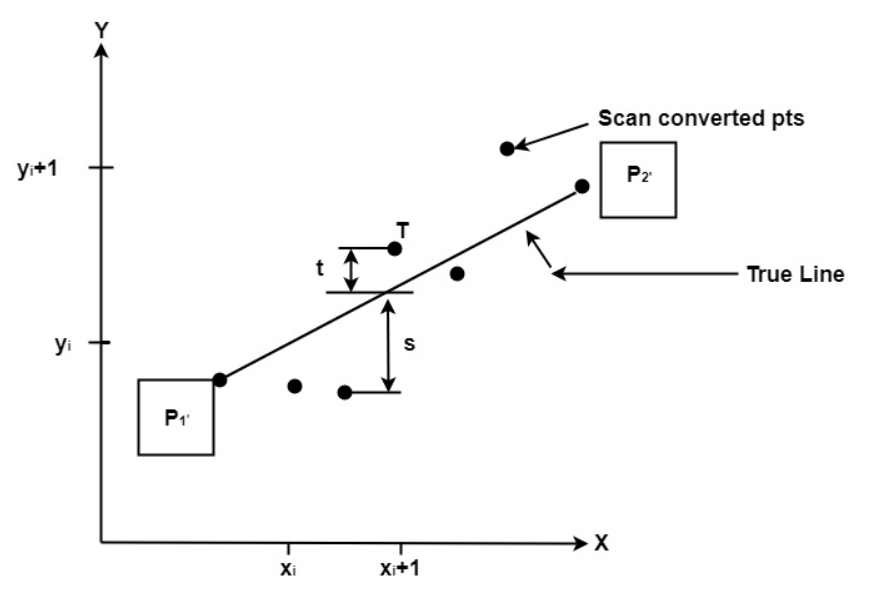 Y
Scan converted pts
yi+1
P2'
T
t
True Line
yi
s
P1'
X
xi
xi+1